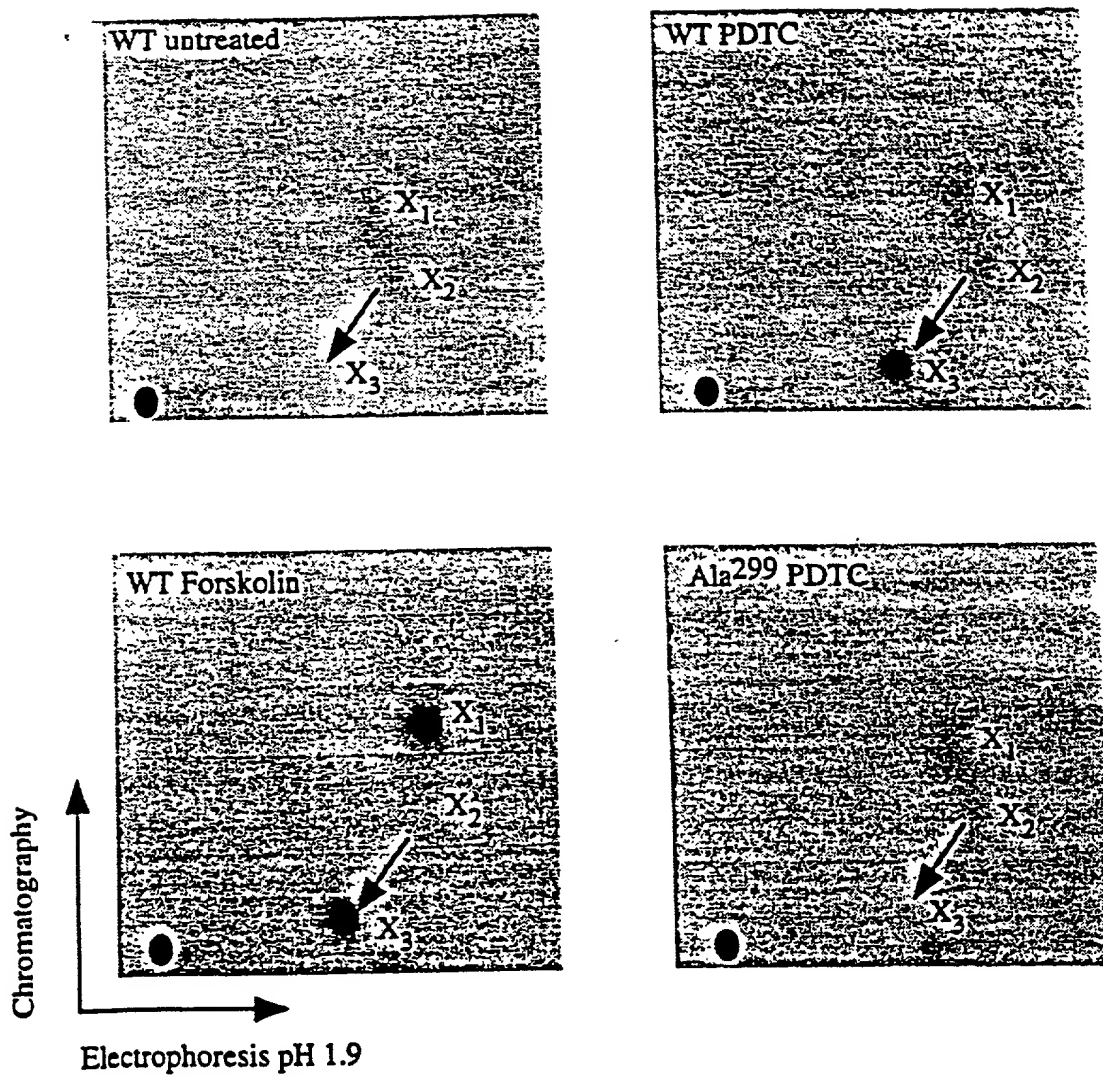 WT untreated
X1
X2
X3
WT PDTC
X1
X2
X3
WT Forskolin
X1
X2
X3
Ala299 PDTC
X1
X2
X3
Chromatography
Electrophoresis pH 1.9